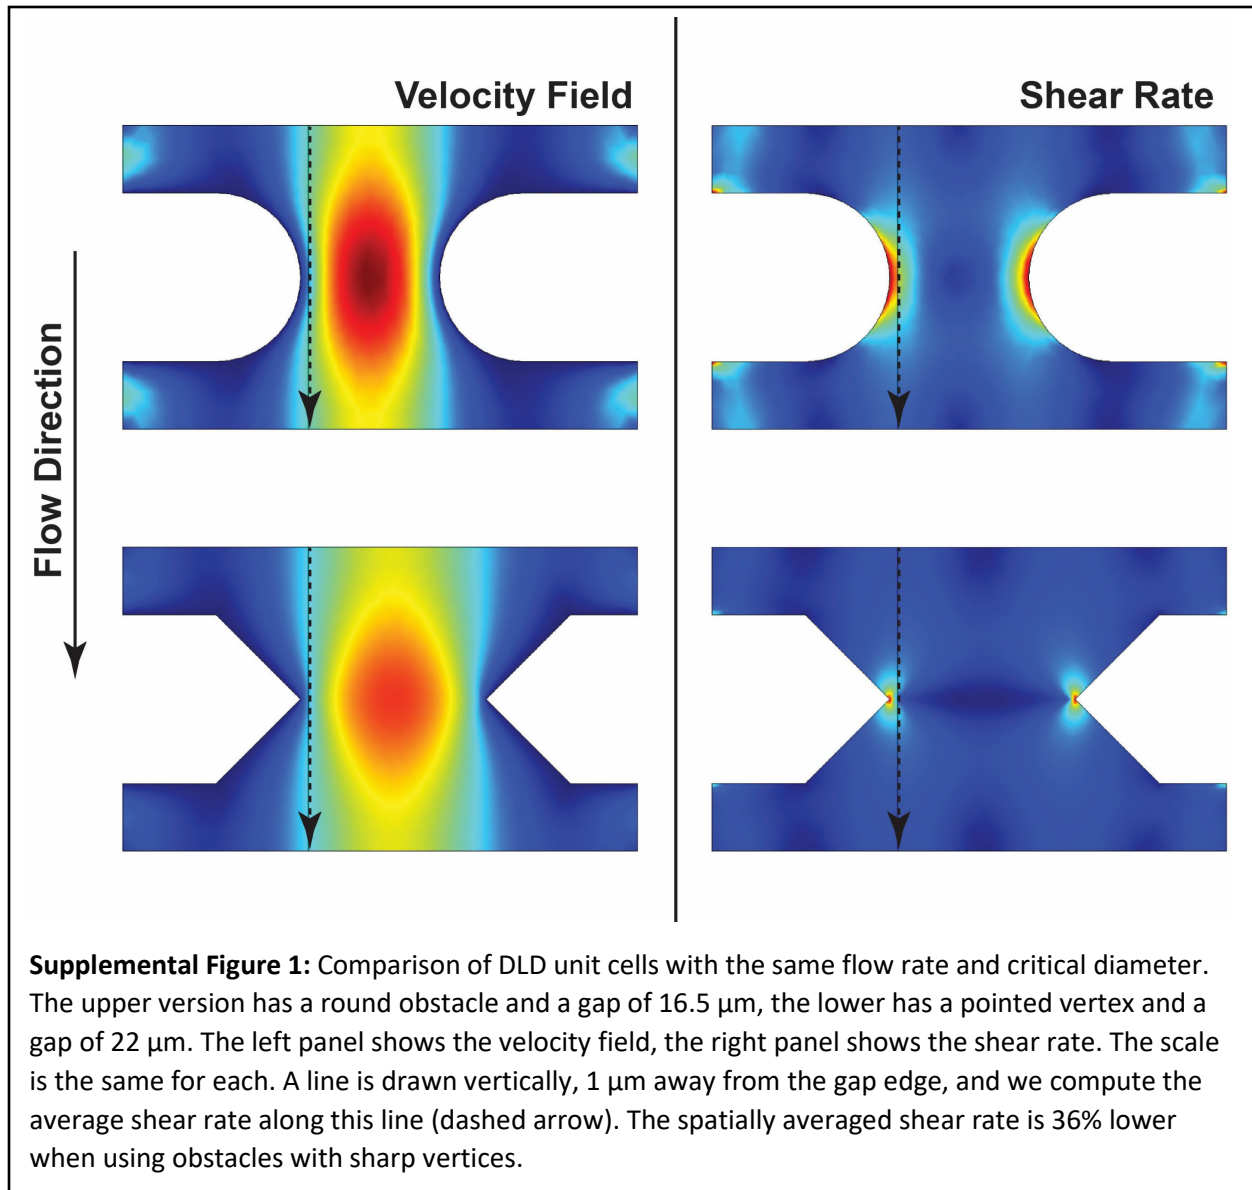 Velocity Field
Shear Rate
Flow Direction
Supplemental Figure 1: Comparison of DLD unit cells with the same flow rate and critical diameter.
The upper version has a round obstacle and a gap of 16.5 µm, the lower has a pointed vertex and a
gap of 22 µm. The left panel shows the velocity field, the right panel shows the shear rate. The scale
is the same for each. A line is drawn vertically, 1 µm away from the gap edge, and we compute the
average shear rate along this line (dashed arrow). The spatially averaged shear rate is 36% lower
when using obstacles with sharp vertices.